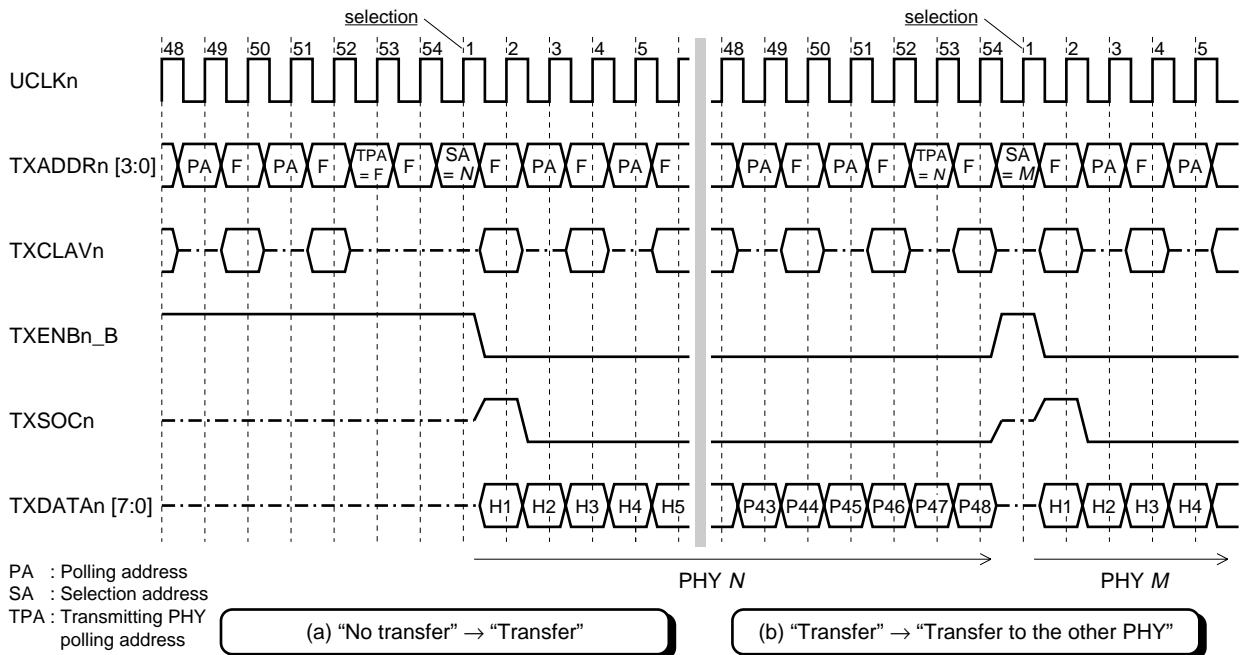 selection selection
48 49 50 51 52 53 54 1 2 3 4 5 48 49 50 51 52 53 54 1 2 3 4 5
UCLKn
TXADDRn [3:0] PA F PA F TPA = F F SA = N F PA F PA F PA F PA F TPA = N F SA = M F PA F PA
TXCLAVn
TXENBn_B
TXSOCn
TXDATAn [7:0] H1 H2 H3 H4 H5 P43 P44 P45 P46 P47 P48 H1 H2 H3 H4
PHY N PHY M
PA : Polling address
SA : Selection address
TPA : Transmitting PHY
polling address
(a) “No transfer” → “Transfer” (b) “Transfer” → “Transfer to the other PHY”